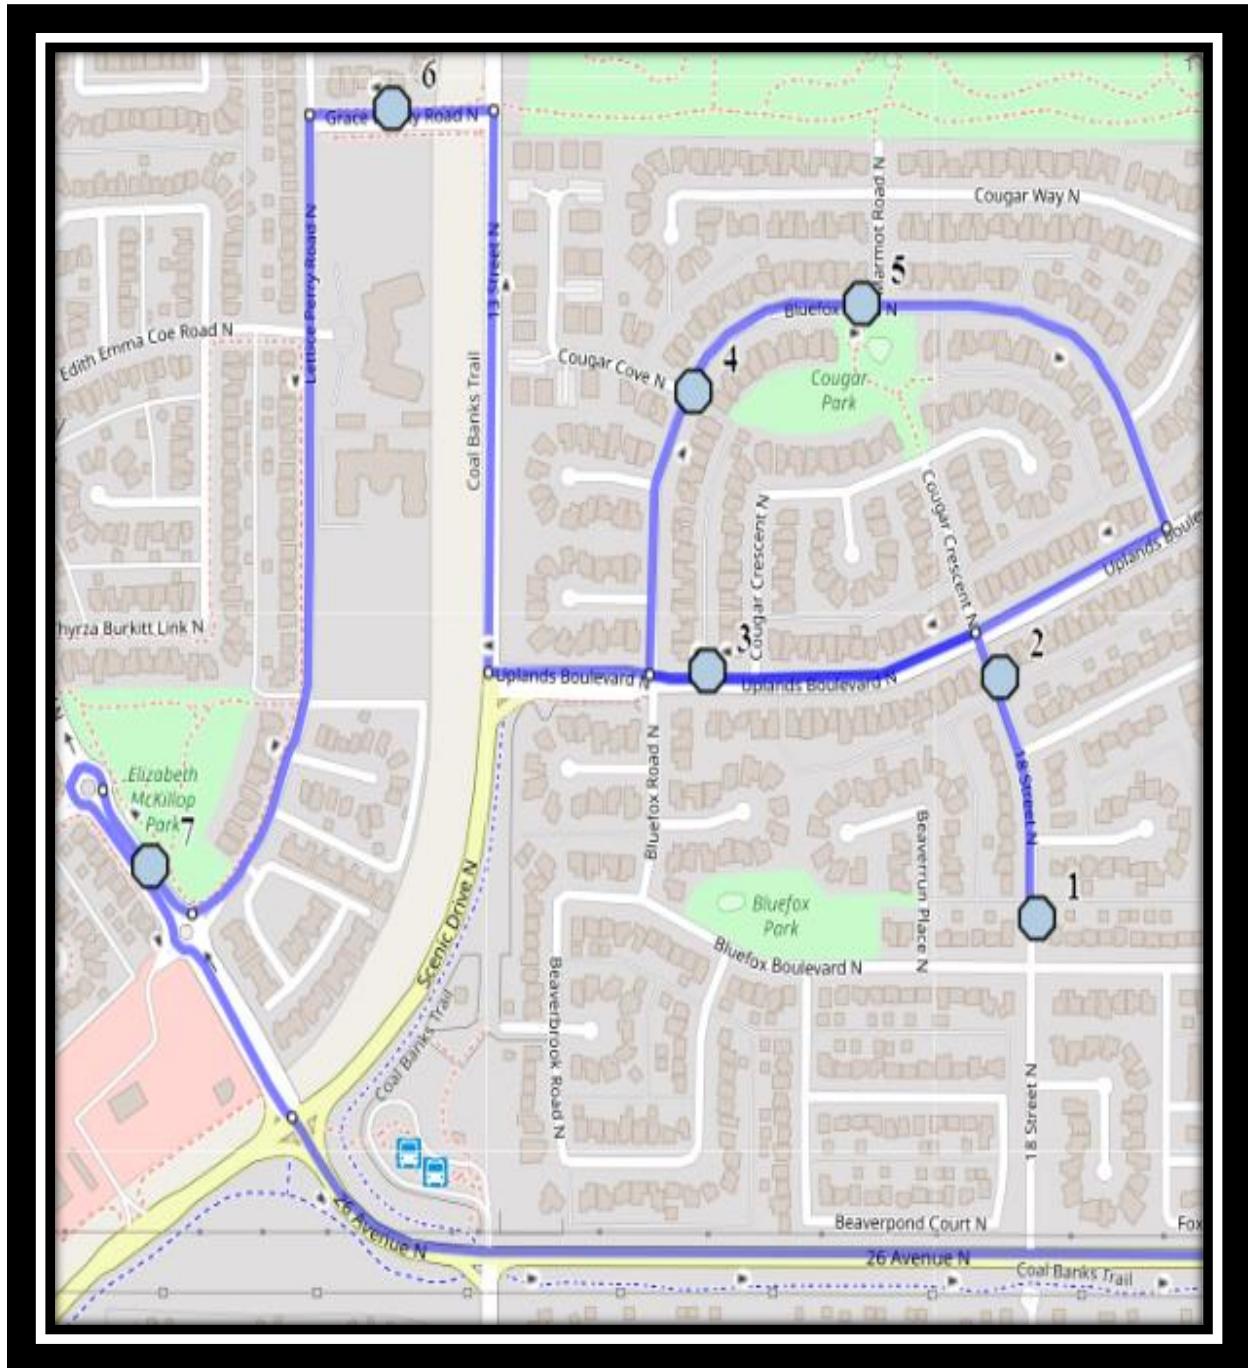 6
Grace
y Road N
Cougar Way N
Marmot Road N
5
Bluefox
N
Lettice Perry Road N
13 Street N
Edith Emma Coe Road N
Cougar Cove N
4
Cougar
Park
Coal Banks Trail
Cougar Crescent N
Cougar Crescent N
Uplands Boule
hyrza Burkitt Link N
3
2
Uplands Boulevard N
Uplands Boulevard N
18 Street N
Elizabeth
McKillop
Park
7
Bluefox Road N
Beaverrun Place N
1
Scenic Drive N
Bluefox
Park
Bluefox Boulevard N
Beaverbrook Road N
Coal Banks Trail
18 Street N
Beaverpond Court N
Fox
26 Avenue N
26 Avenue N
Coal Banks Trail